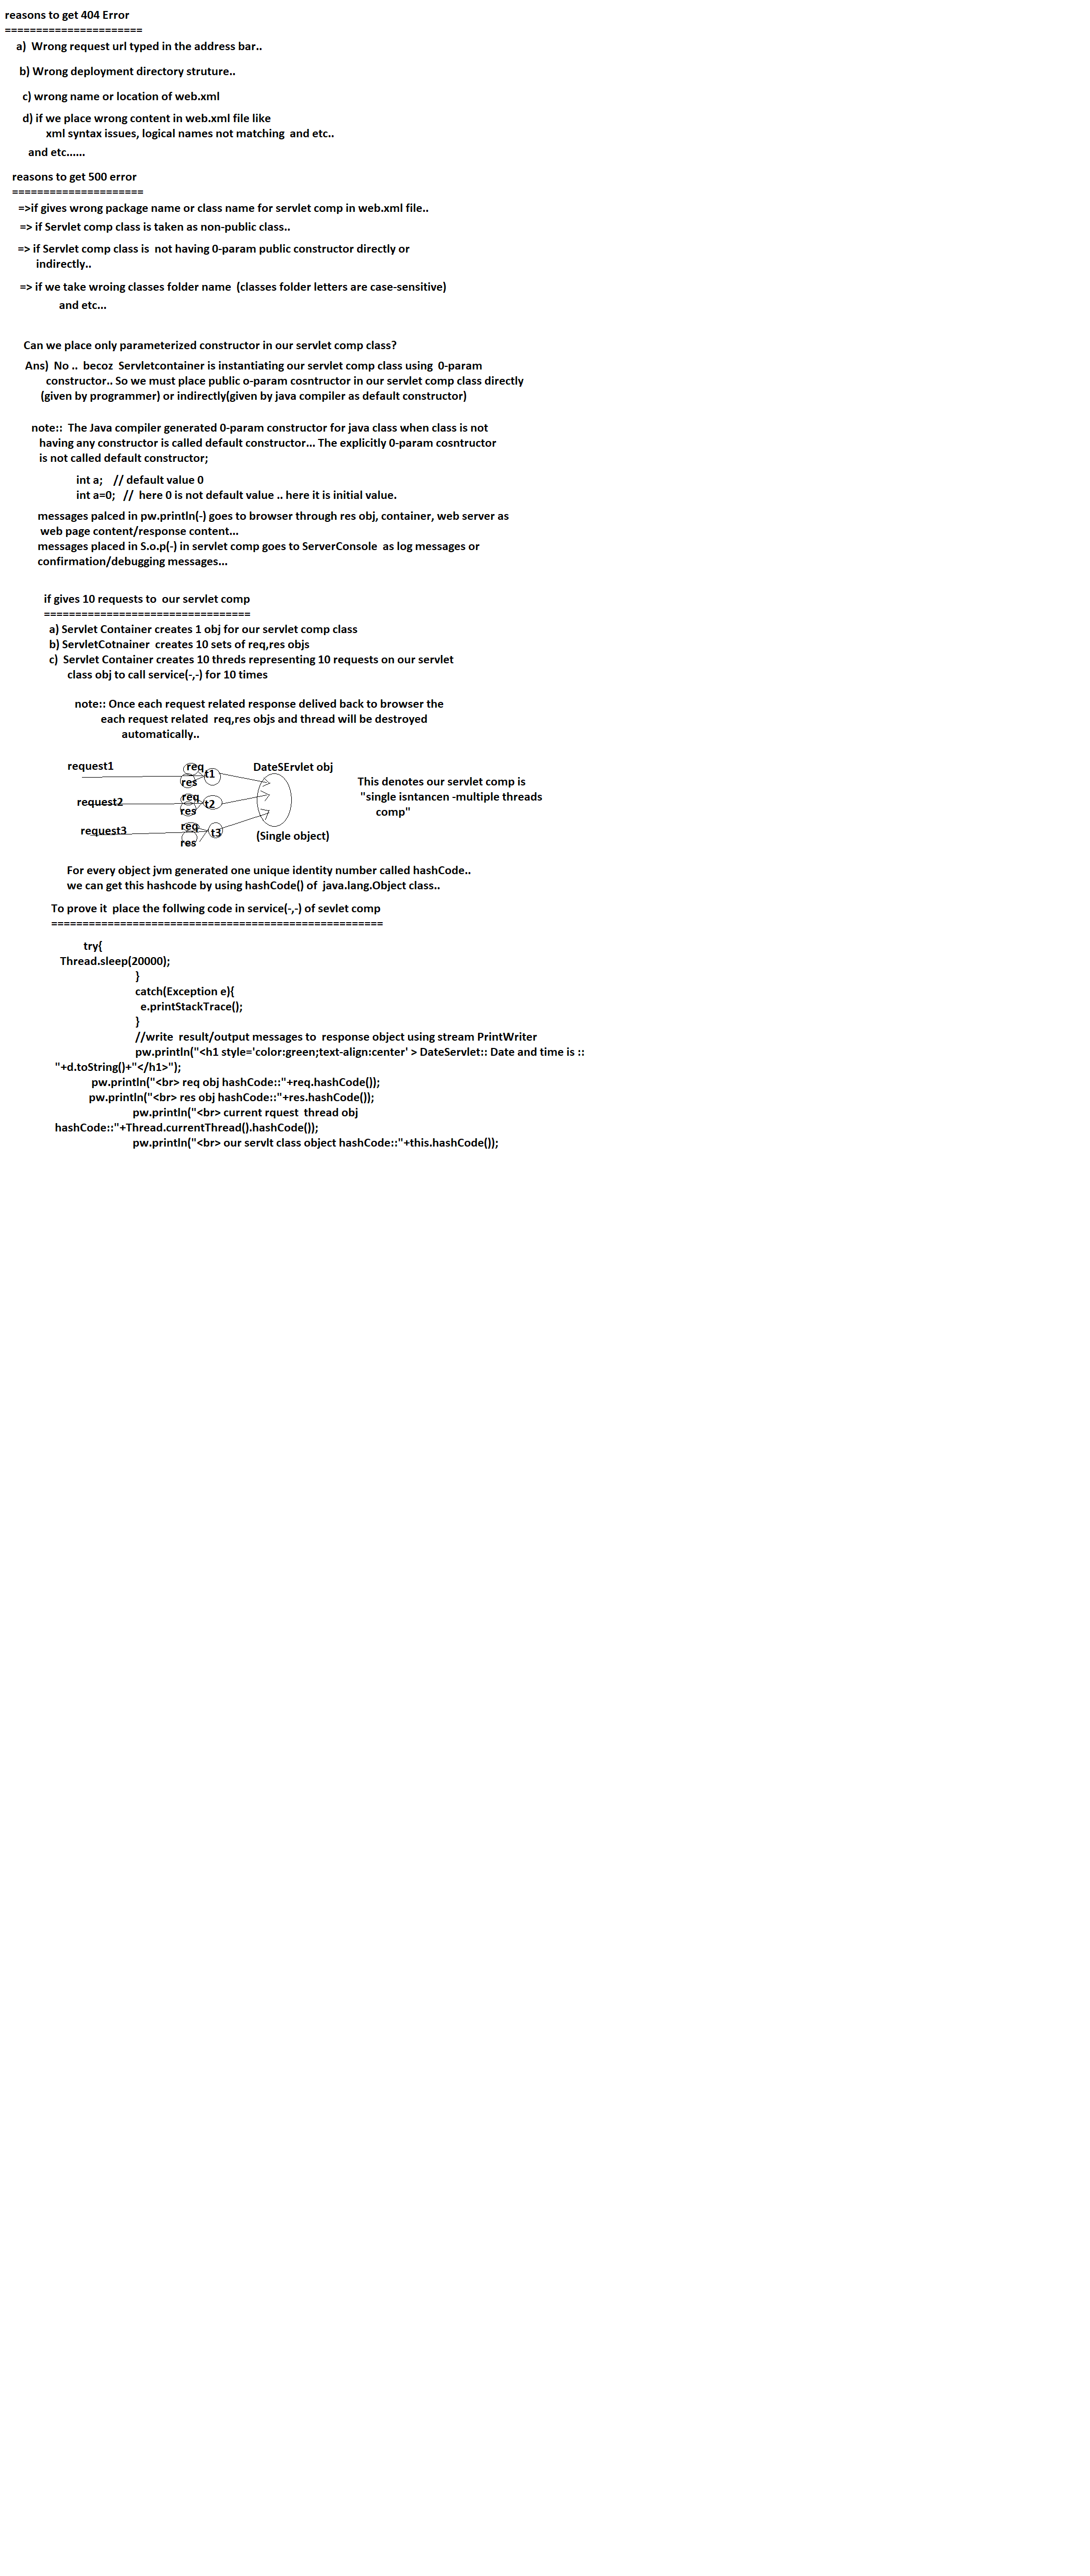 reasons to get 404 Error
======================
a) Wrong request url typed in the address bar..
b) Wrong deployment directory struture..
c) wrong name or location of web.xml
d) if we place wrong content in web.xml file like
xml syntax issues, logical names not matching and etc..
and etc......
reasons to get 500 error
=====================
=>if gives wrong package name or class name for servlet comp in web.xml file..
=> if Servlet comp class is taken as non-public class..
=> if Servlet comp class is not having 0-param public constructor directly or
indirectly..
=> if we take wroing classes folder name (classes folder letters are case-sensitive)
and etc...
Can we place only parameterized constructor in our servlet comp class?
Ans) No .. becoz Servletcontainer is instantiating our servlet comp class using 0-param
constructor.. So we must place public o-param cosntructor in our servlet comp class directly
(given by programmer) or indirectly(given by java compiler as default constructor)
note:: The Java compiler generated 0-param constructor for java class when class is not
having any constructor is called default constructor... The explicitly 0-param cosntructor
is not called default constructor;
int a; // default value 0
int a=0; // here 0 is not default value .. here it is initial value.
messages palced in pw.println(-) goes to browser through res obj, container, web server as
web page content/response content...
messages placed in S.o.p(-) in servlet comp goes to ServerConsole as log messages or
confirmation/debugging messages...
if gives 10 requests to our servlet comp
=================================
a) Servlet Container creates 1 obj for our servlet comp class
b) ServletCotnainer creates 10 sets of req,res objs
c) Servlet Container creates 10 threds representing 10 requests on our servlet
class obj to call service(-,-) for 10 times
note:: Once each request related response delived back to browser the
each request related req,res objs and thread will be destroyed
automatically..
request1 req t1 DateSErvlet obj
res
This denotes our servlet comp is
request2 req t2 "single isntancen -multiple threads
res
comp"
request3 req t3 (Single object)
res
For every object jvm generated one unique identity number called hashCode..
we can get this hashcode by using hashCode() of java.lang.Object class..
To prove it place the follwing code in service(-,-) of sevlet comp
=====================================================
try{
Thread.sleep(20000);
}
catch(Exception e){
e.printStackTrace();
}
//write result/output messages to response object using stream PrintWriter
pw.println("<h1 style='color:green;text-align:center' > DateServlet:: Date and time is ::
"+d.toString()+"</h1>");
pw.println("<br> req obj hashCode::"+req.hashCode());
pw.println("<br> res obj hashCode::"+res.hashCode());
pw.println("<br> current rquest thread obj
hashCode::"+Thread.currentThread().hashCode());
pw.println("<br> our servlt class object hashCode::"+this.hashCode());